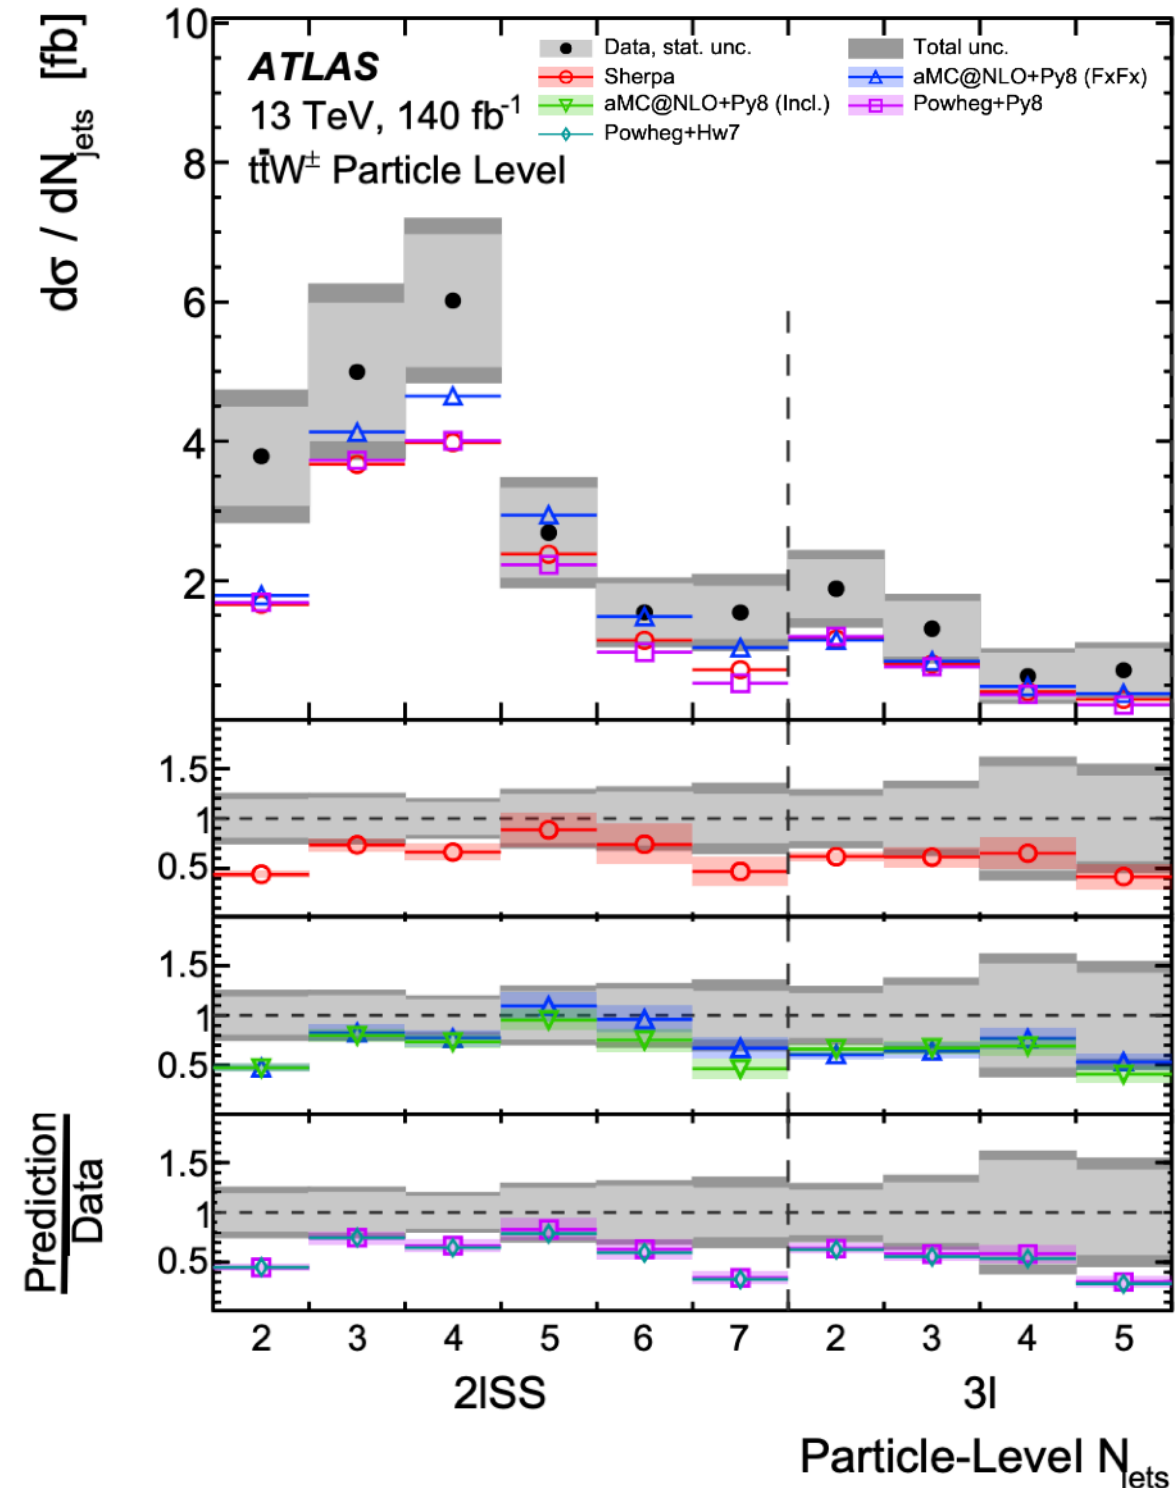 dσ / dN_jets [fb]
10
8
6
4
2
ATLAS
13 TeV, 140 fb⁻¹
tt̄W± Particle Level
Data, stat. unc.
Total unc.
Sherpa
aMC@NLO+Py8 (FxFx)
aMC@NLO+Py8 (Incl.)
Powheg+Py8
Powheg+Hw7
1.5
1
0.5
1.5
1
0.5
Prediction
Data
1.5
1
0.5
2 3 4 5 6 7 2 3 4 5
2lSS 3l
Particle-Level N_jets